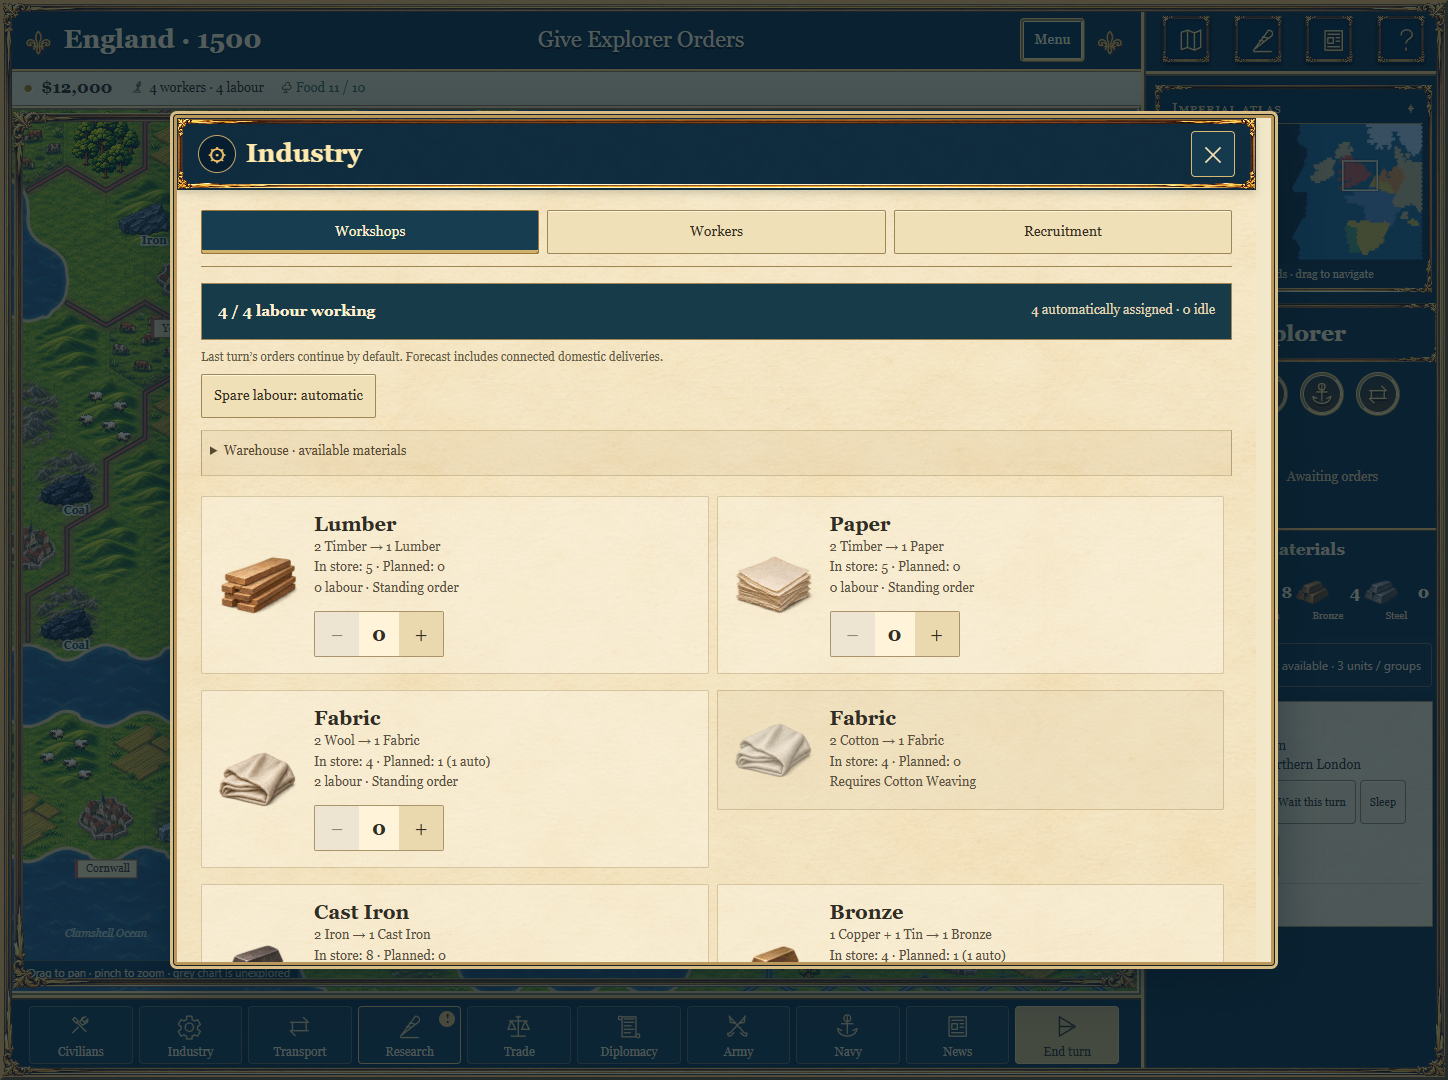 England · 1500
Give Explorer Orders
Menu
$12,000
4 workers · 4 labour
Food 11 / 10
Imperial Atlas
Industry
Workshops
Workers
Recruitment
4 / 4 labour working
4 automatically assigned · 0 idle
Last turn's orders continue by default. Forecast includes connected domestic deliveries.
Spare labour: automatic
Warehouse · available materials
Lumber
2 Timber → 1 Lumber
In store: 5 · Planned: 0
0 labour · Standing order
− 0 +
Paper
2 Timber → 1 Paper
In store: 5 · Planned: 0
0 labour · Standing order
− 0 +
Fabric
2 Wool → 1 Fabric
In store: 4 · Planned: 1 (1 auto)
2 labour · Standing order
− 0 +
Fabric
2 Cotton → 1 Fabric
In store: 4 · Planned: 0
Requires Cotton Weaving
Cast Iron
2 Iron → 1 Cast Iron
In store: 8 · Planned: 0
Bronze
1 Copper + 1 Tin → 1 Bronze
In store: 4 · Planned: 1 (1 auto)
Iron
Coal
Coal
Cornwall
Clamshell Ocean
Drag to pan · pinch to zoom · grey chart is unexplored
· drag to navigate
Awaiting orders
8
4
0
Bronze
Steel
available · 3 units / groups
London
Wait this turn
Sleep
Civilians
Industry
Transport
Research
!
Trade
Diplomacy
Army
Navy
News
End turn